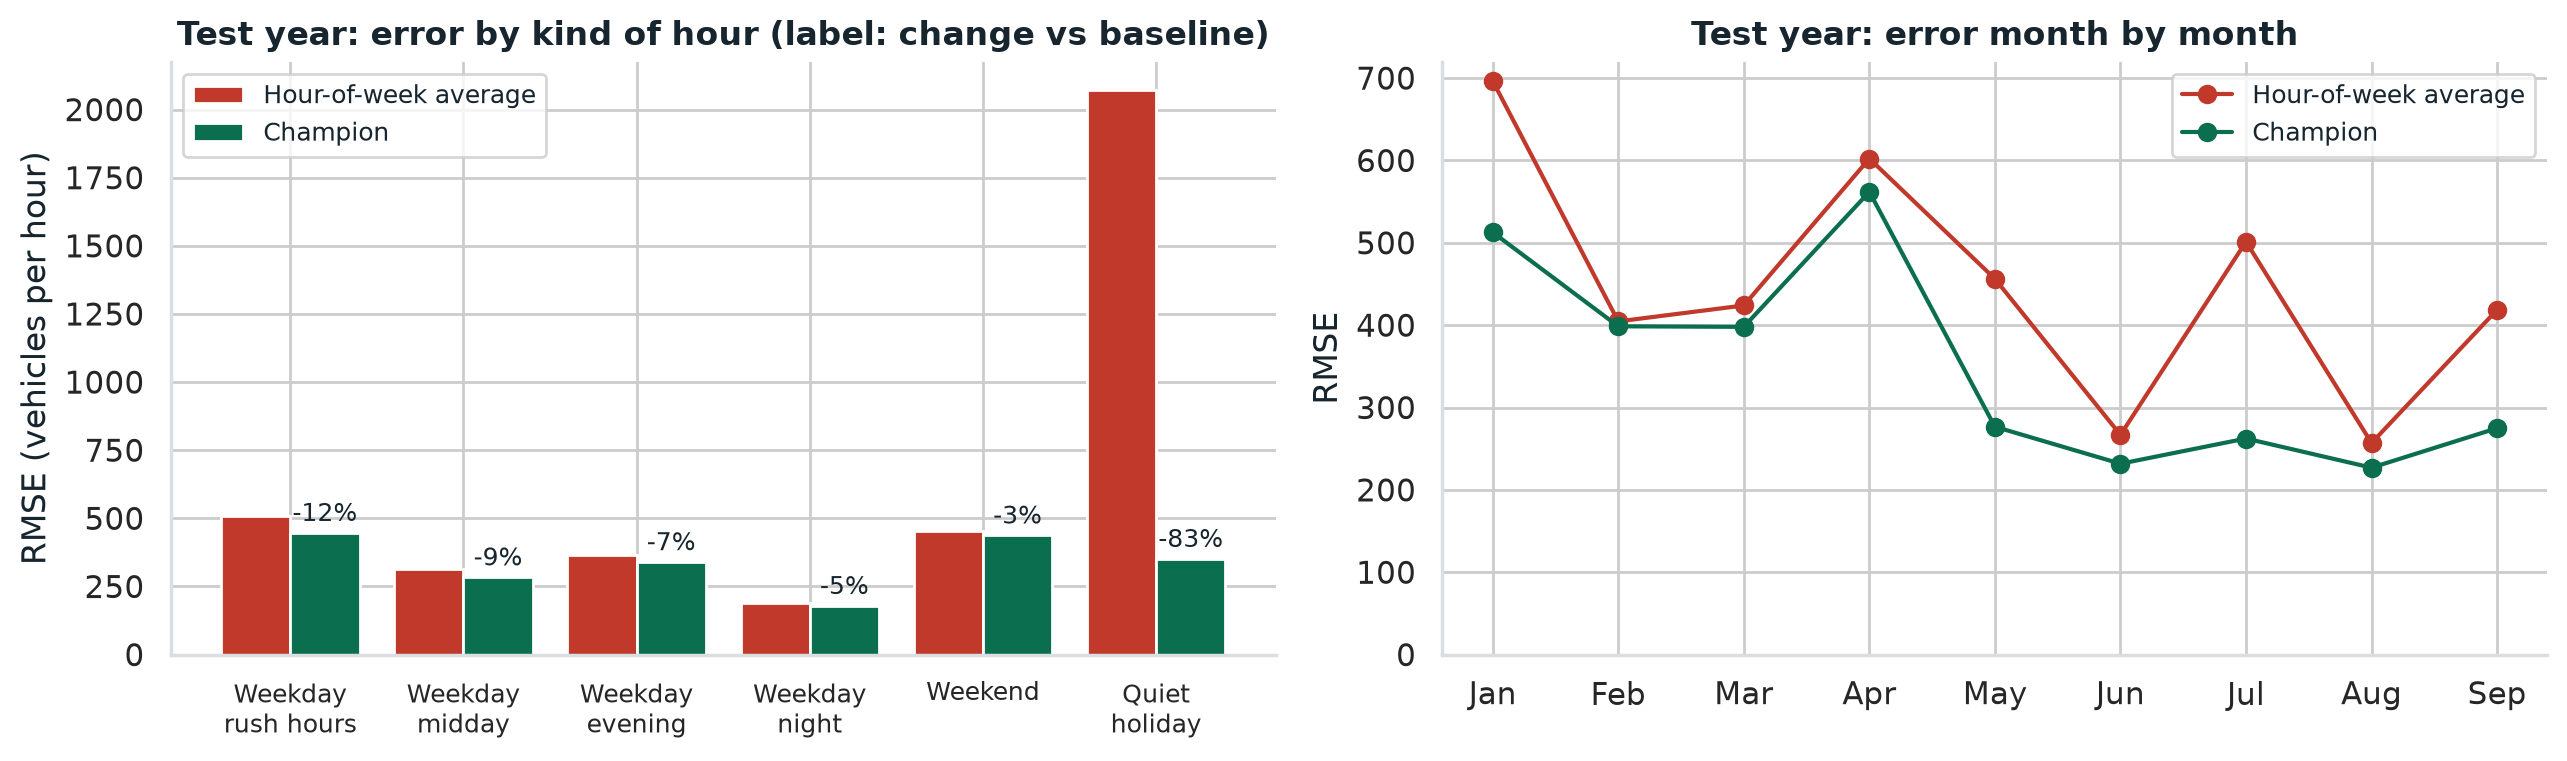 Test year: error by kind of hour (label: change vs baseline)
Hour-of-week average
Champion
RMSE (vehicles per hour)
2000
1750
1500
1250
1000
750
500
250
0
-12%
-9%
-7%
-5%
-3%
-83%
Weekday
rush hours
Weekday
midday
Weekday
evening
Weekday
night
Weekend
Quiet
holiday
Test year: error month by month
Hour-of-week average
Champion
RMSE
700
600
500
400
300
200
100
0
Jan
Feb
Mar
Apr
May
Jun
Jul
Aug
Sep